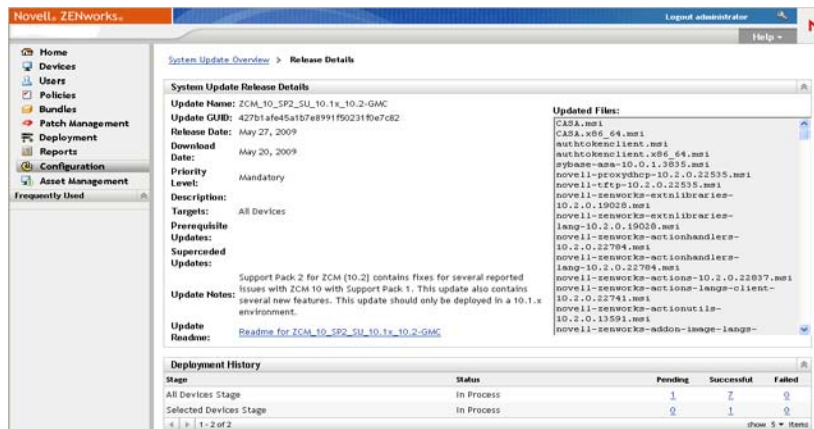 Novell® ZENworks®
Logout administrator
Help
Home
Devices
Users
Policies
Bundles
Patch Management
Deployment
Reports
Configuration
Asset Management
Frequently Used
System Update Overview > Release Details
System Update Release Details
Update Name: ZCM_10_SP2_SU_10.1x_10.2-GMC
Update GUID: 427b1afe45a1b7e8991f50231f0e7c82
Release Date: May 27, 2009
Download Date: May 20, 2009
Priority Level: Mandatory
Description:
Targets: All Devices
Prerequisite Updates:
Superceded Updates:
Update Notes: Support Pack 2 for ZCM (10.2) contains fixes for several reported
issues with ZCM 10 with Support Pack 1. This update also contains
several new features. This update should only be deployed in a 10.1.x
environment.
Update Readme: Readme for ZCM_10_SP2_SU_10.1x_10.2-GMC
Updated Files:
CASA.msi
CASA.x86_64.msi
authtokenclient.msi
authtokenclient.x86_64.msi
sybase-asa-10.0.1.3835.msi
novell-proxydhcp-10.2.0.22535.msi
novell-tftp-10.2.0.22535.msi
novell-zenworks-extnlibraries-
10.2.0.19028.msi
novell-zenworks-extnlibraries-
lang-10.2.0.19028.msi
novell-zenworks-actionhandlers-
10.2.0.22784.msi
novell-zenworks-actionhandlers-
lang-10.2.0.22784.msi
novell-zenworks-actions-10.2.0.22837.msi
novell-zenworks-actions-langs-client-
10.2.0.22741.msi
novell-zenworks-actionutils-
10.2.0.13591.msi
novell-zenworks-addon-image-langs-
Deployment History
Stage Status Pending Successful Failed
All Devices Stage In Process 1 7 0
Selected Devices Stage In Process 0 1 0
1 - 2 of 2 show 5 items